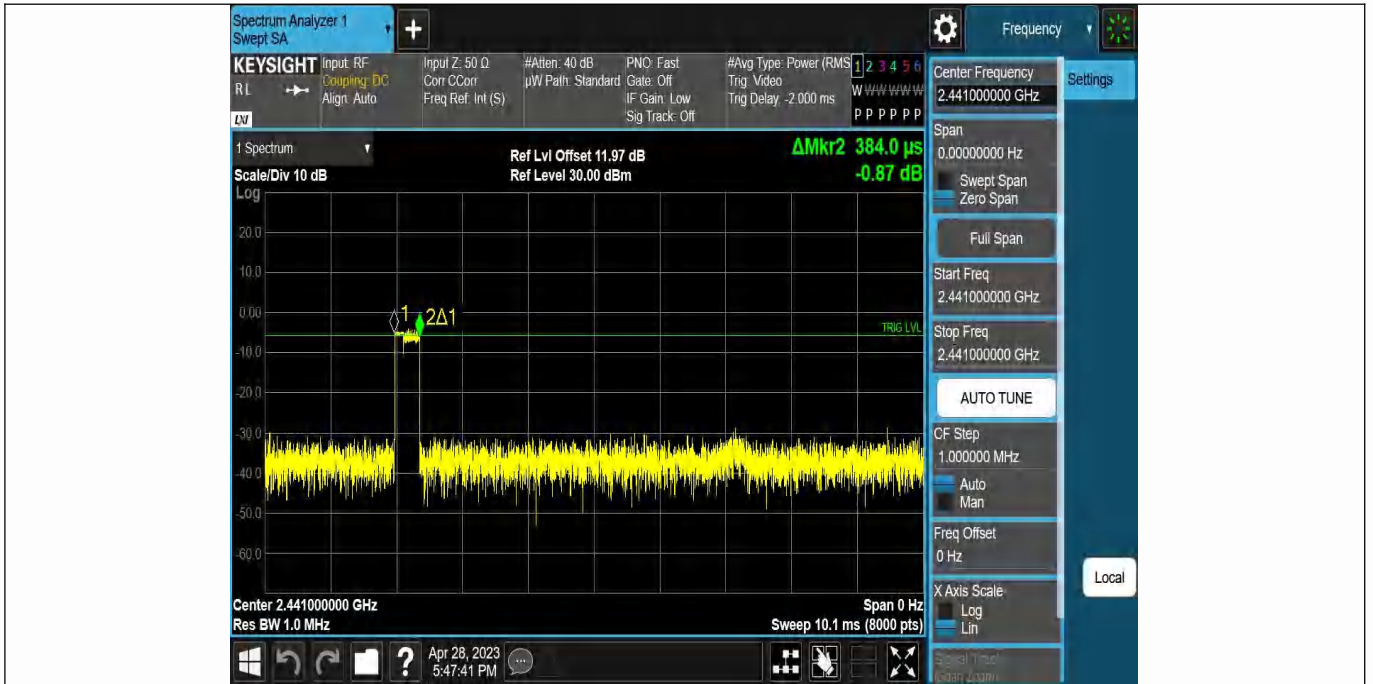 Spectrum Analyzer 1
Swept SA
+
Frequency
KEYSIGHT
R L
LXI
Input: RF
Coupling: DC
Align: Auto
Input Z: 50 Ω
Corr CCorr
Freq Ref: Int (S)
#Atten: 40 dB
µW Path: Standard
PNO: Fast
Gate: Off
IF Gain: Low
Sig Track: Off
#Avg Type: Power (RMS
Trig: Video
Trig Delay: -2.000 ms
1 2 3 4 5 6
W W W W W W
P P P P P P
1 Spectrum
Scale/Div 10 dB
Log
Ref Lvl Offset 11.97 dB
Ref Level 30.00 dBm
ΔMkr2 384.0 µs
-0.87 dB
20.0
10.0
0.00
-10.0
-20.0
-30.0
-40.0
-50.0
-60.0
1
2Δ1
TRIG LVL
Center 2.441000000 GHz
Res BW 1.0 MHz
Span 0 Hz
Sweep 10.1 ms (8000 pts)
Apr 28, 2023
5:47:41 PM
?
Center Frequency
2.441000000 GHz
Settings
Span
0.00000000 Hz
Swept Span
Zero Span
Full Span
Start Freq
2.441000000 GHz
Stop Freq
2.441000000 GHz
AUTO TUNE
CF Step
1.000000 MHz
Auto
Man
Freq Offset
0 Hz
X Axis Scale
Log
Lin
Signal Track
(Span Zoom)
Local